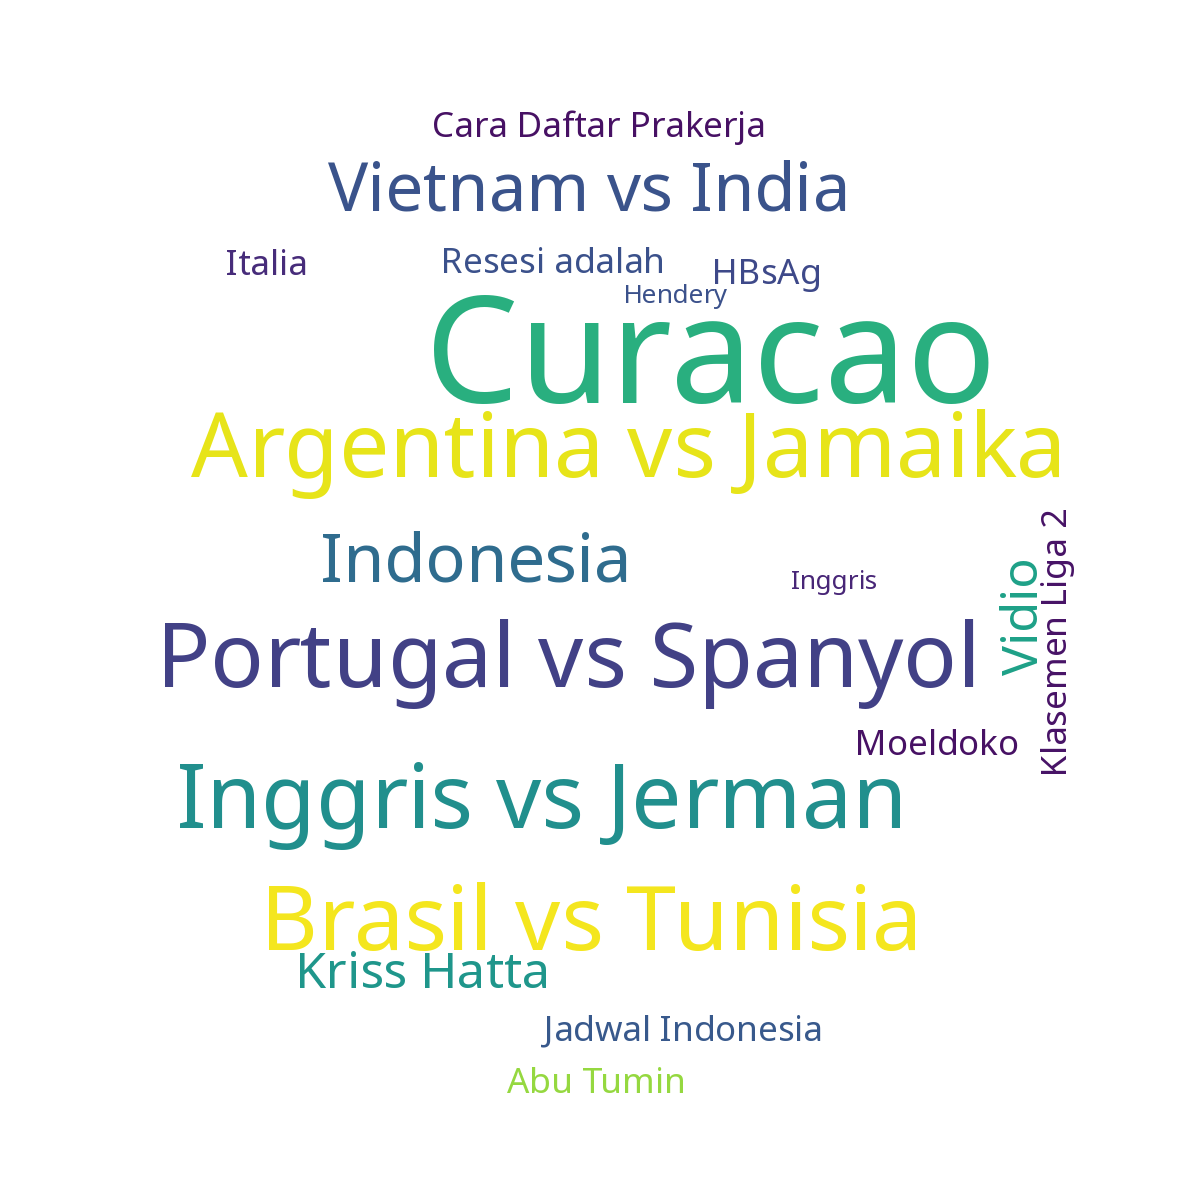 Cara Daftar Prakerja
Vietnam vs India
Italia
Resesi adalah
HBsAg
Hendery
Curacao
Argentina vs Jamaika
Indonesia
Inggris
Vidio
Klasemen Liga 2
Portugal vs Spanyol
Moeldoko
Inggris vs Jerman
Brasil vs Tunisia
Kriss Hatta
Jadwal Indonesia
Abu Tumin